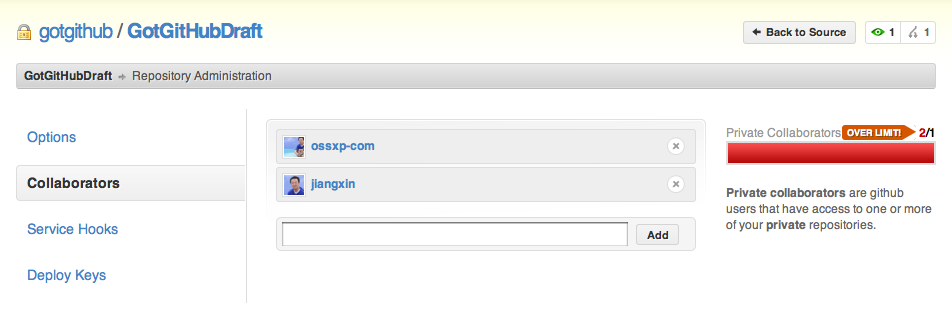 gotgithub / GotGitHubDraft
Back to Source
1
1
GotGitHubDraft
Repository Administration
Options
Collaborators
Service Hooks
Deploy Keys
ossxp-com
jiangxin
Add
Private Collaborators OVER LIMIT! 2/1
Private collaborators are github
users that have access to one or more
of your private repositories.